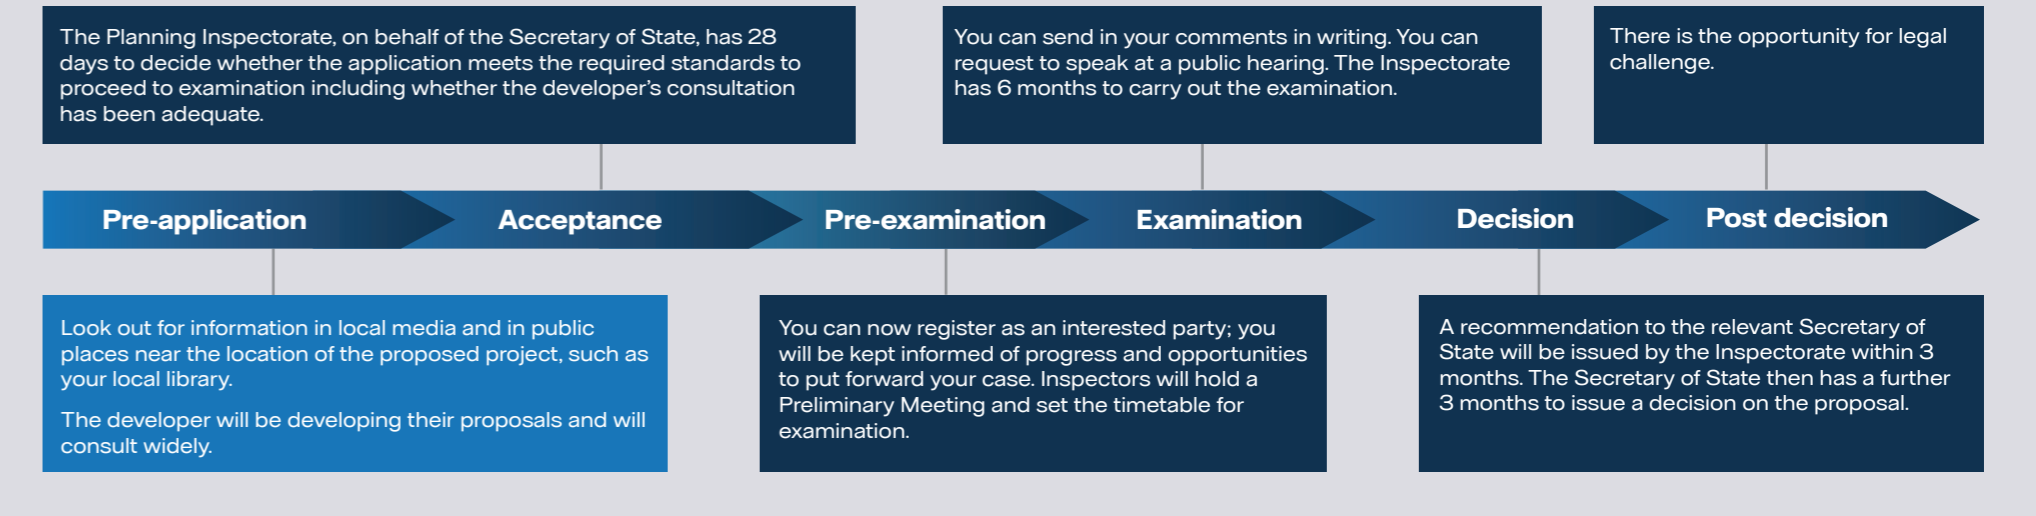 The Planning Inspectorate, on behalf of the Secretary of State, has 28
days to decide whether the application meets the required standards to
proceed to examination including whether the developer's consultation
has been adequate.
You can send in your comments in writing. You can
request to speak at a public hearing. The Inspectorate
has 6 months to carry out the examination.
There is the opportunity for legal
challenge.
Pre-application
Acceptance
Pre-examination
Examination
Decision
Post decision
Look out for information in local media and in public
places near the location of the proposed project, such as
your local library.
The developer will be developing their proposals and will
consult widely.
You can now register as an interested party; you
will be kept informed of progress and opportunities
to put forward your case. Inspectors will hold a
Preliminary Meeting and set the timetable for
examination.
A recommendation to the relevant Secretary of
State will be issued by the Inspectorate within 3
months. The Secretary of State then has a further
3 months to issue a decision on the proposal.